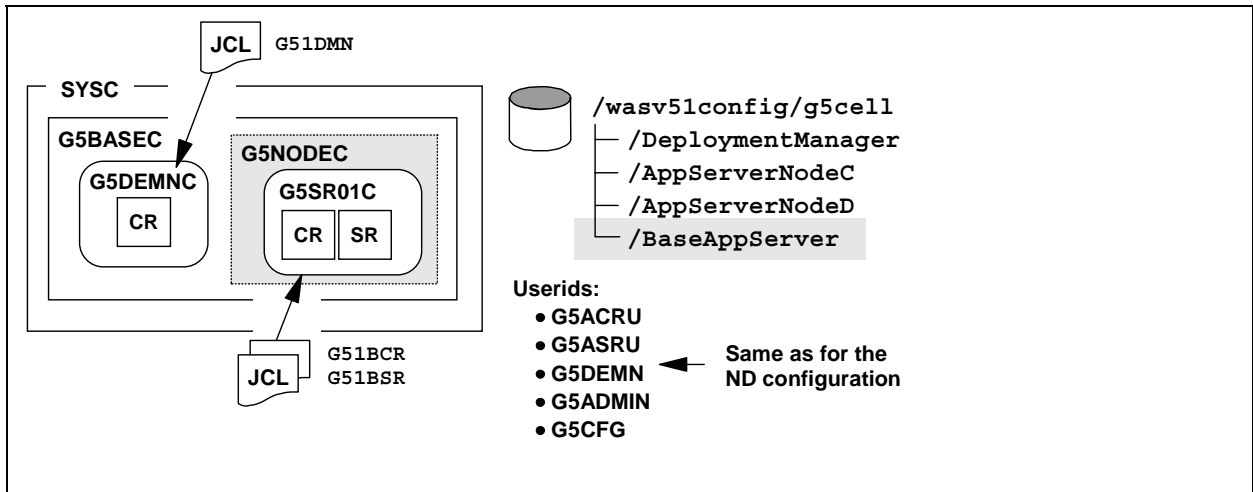 JCL G51DMN
SYSC
G5BASEC
G5DEMNC
CR
G5NODEC
G5SR01C
CR SR
JCL
G51BCR
G51BSR
/wasv51config/g5cell
/DeploymentManager
/AppServerNodeC
/AppServerNodeD
/BaseAppServer
Userids:
• G5ACRU
• G5ASRU
• G5DEMN
• G5ADMIN
• G5CFG
Same as for the
ND configuration